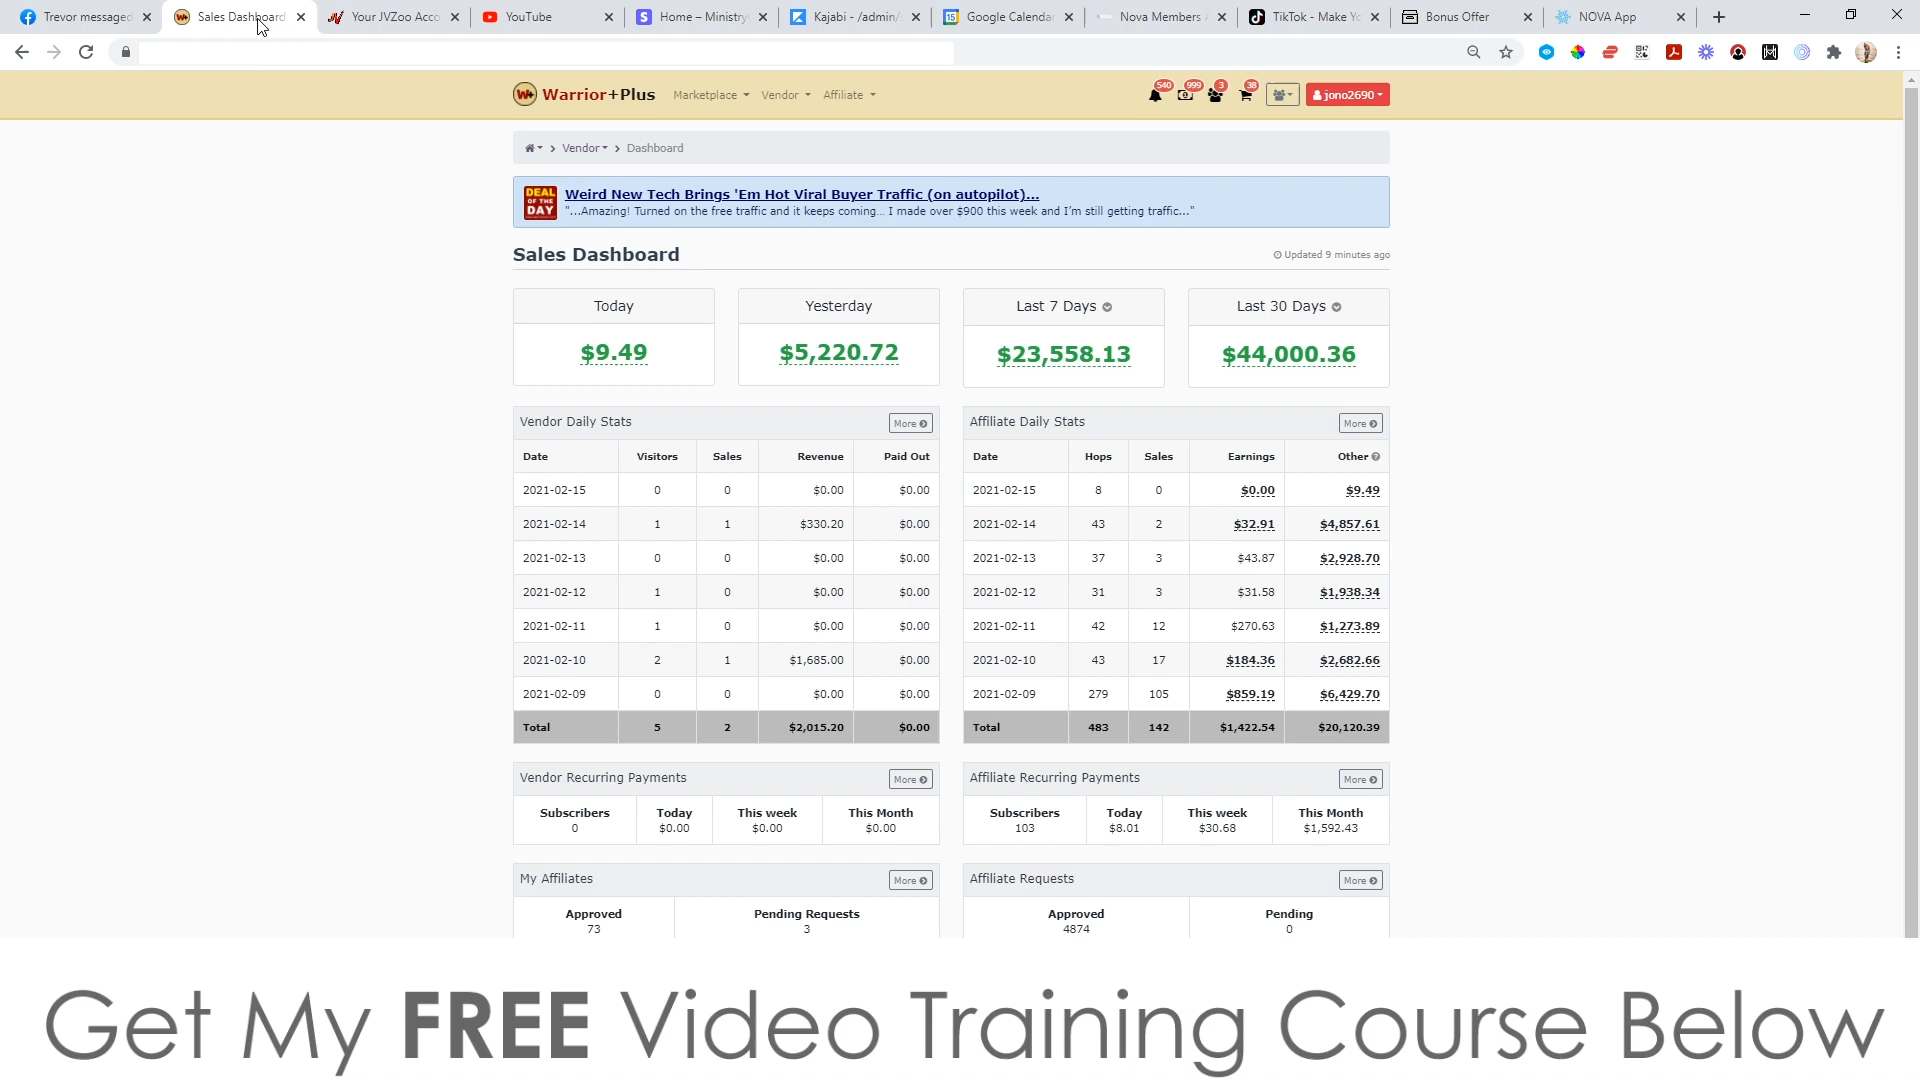 Trevor messaged
Sales Dashboard
Your JVZoo Acco
YouTube
Home – Ministry
Kajabi - /admin/s
Google Calendar
Nova Members A
TikTok - Make Yo
Bonus Offer
NOVA App
Warrior+Plus
Marketplace
Vendor
Affiliate
540
999
3
38
jono2690
Vendor
Dashboard
DEAL OF THE DAY
Weird New Tech Brings 'Em Hot Viral Buyer Traffic (on autopilot)...
"...Amazing! Turned on the free traffic and it keeps coming... I made over $900 this week and I'm still getting traffic..."
Sales Dashboard
Updated 9 minutes ago
Today
Yesterday
Last 7 Days
Last 30 Days
$9.49
$5,220.72
$23,558.13
$44,000.36
Vendor Daily Stats
More
Date Visitors Sales Revenue Paid Out
2021-02-15 0 0 $0.00 $0.00
2021-02-14 1 1 $330.20 $0.00
2021-02-13 0 0 $0.00 $0.00
2021-02-12 1 0 $0.00 $0.00
2021-02-11 1 0 $0.00 $0.00
2021-02-10 2 1 $1,685.00 $0.00
2021-02-09 0 0 $0.00 $0.00
Total 5 2 $2,015.20 $0.00
Affiliate Daily Stats
More
Date Hops Sales Earnings Other
2021-02-15 8 0 $0.00 $9.49
2021-02-14 43 2 $32.91 $4,857.61
2021-02-13 37 3 $43.87 $2,928.70
2021-02-12 31 3 $31.58 $1,938.34
2021-02-11 42 12 $270.63 $1,273.89
2021-02-10 43 17 $184.36 $2,682.66
2021-02-09 279 105 $859.19 $6,429.70
Total 483 142 $1,422.54 $20,120.39
Vendor Recurring Payments
More
Subscribers Today This week This Month
0 $0.00 $0.00 $0.00
Affiliate Recurring Payments
More
Subscribers Today This week This Month
103 $8.01 $30.68 $1,592.43
My Affiliates
More
Approved Pending Requests
73 3
Affiliate Requests
More
Approved Pending
4874 0
Get My FREE Video Training Course Below